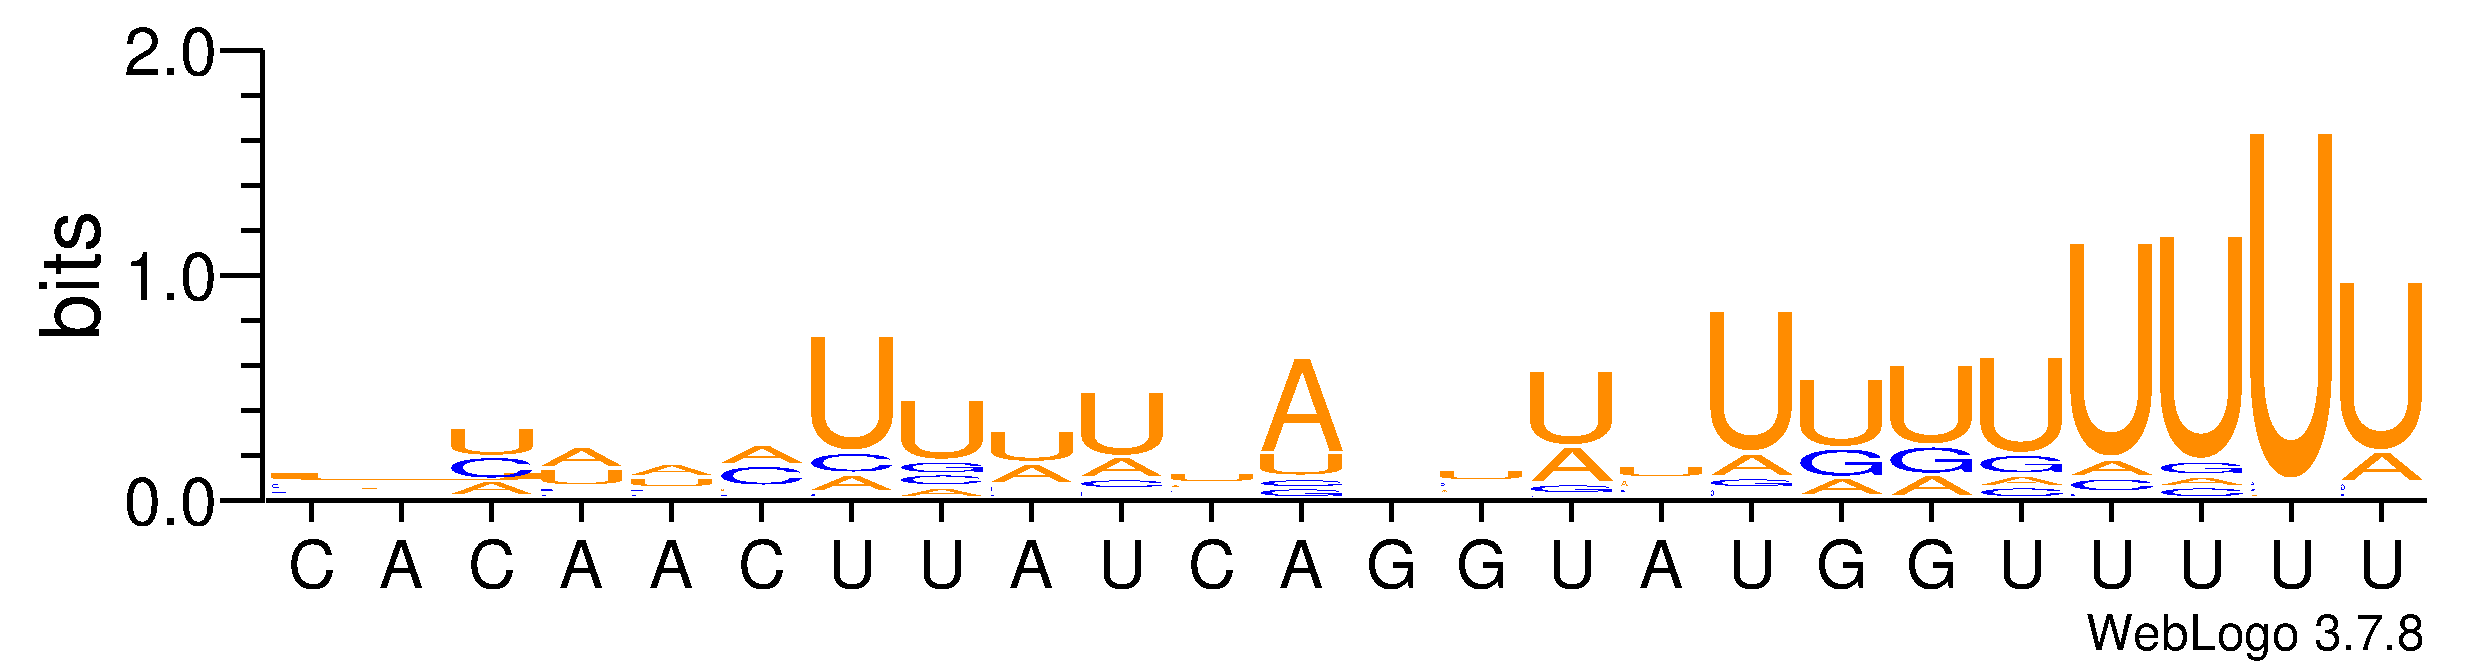 2.0
1.0
0.0
bits
C A C A A C U U A U C A G G U A U G G U U U U U
WebLogo 3.7.8